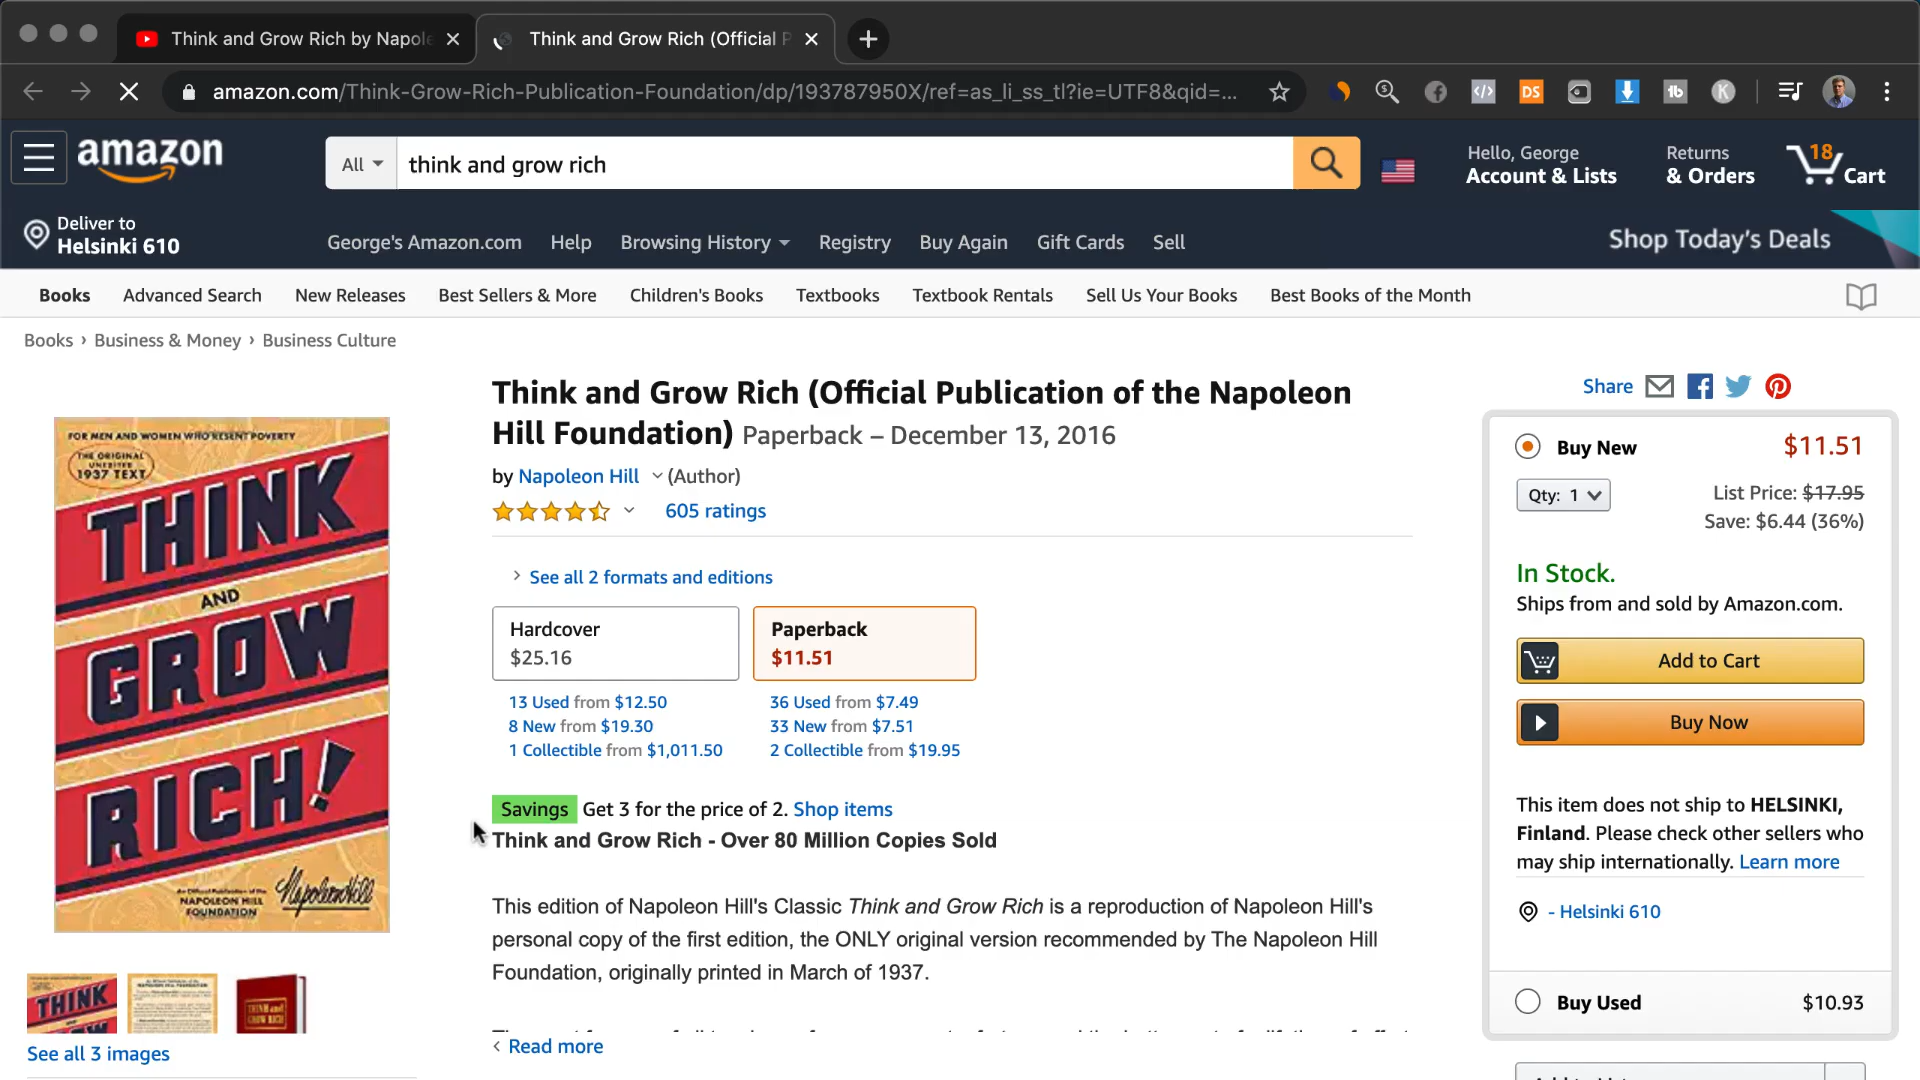 Think and Grow Rich by Napole
Think and Grow Rich (Official P
amazon.com/Think-Grow-Rich-Publication-Foundation/dp/193787950X/ref=as_li_ss_tl?ie=UTF8&qid=...
DS
tb
K
amazon
All
think and grow rich
Hello, George
Account & Lists
Returns
& Orders
18
Cart
Deliver to
Helsinki 610
George's Amazon.com
Help
Browsing History
Registry
Buy Again
Gift Cards
Sell
Shop Today's Deals
Books
Advanced Search
New Releases
Best Sellers & More
Children's Books
Textbooks
Textbook Rentals
Sell Us Your Books
Best Books of the Month
Books › Business & Money › Business Culture
FOR MEN AND WOMEN WHO RESENT POVERTY
THE ORIGINAL
UNEDITED
1937 TEXT
THINK
AND
GROW
RICH!
An Official Publication of the
NAPOLEON HILL
FOUNDATION
Napoleon Hill
THINK
See all 3 images
Think and Grow Rich (Official Publication of the Napoleon
Hill Foundation) Paperback – December 13, 2016
by Napoleon Hill (Author)
605 ratings
See all 2 formats and editions
Hardcover
$25.16
Paperback
$11.51
13 Used from $12.50
8 New from $19.30
1 Collectible from $1,011.50
36 Used from $7.49
33 New from $7.51
2 Collectible from $19.95
Savings Get 3 for the price of 2. Shop items
Think and Grow Rich - Over 80 Million Copies Sold
This edition of Napoleon Hill's Classic Think and Grow Rich is a reproduction of Napoleon Hill's
personal copy of the first edition, the ONLY original version recommended by The Napoleon Hill
Foundation, originally printed in March of 1937.
Read more
Share
Buy New
$11.51
Qty: 1
List Price: $17.95
Save: $6.44 (36%)
In Stock.
Ships from and sold by Amazon.com.
Add to Cart
Buy Now
This item does not ship to HELSINKI,
Finland. Please check other sellers who
may ship internationally. Learn more
- Helsinki 610
Buy Used
$10.93